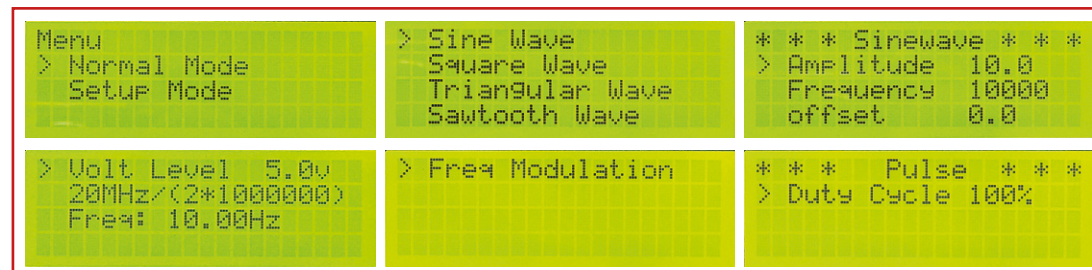 Menu
> Normal Mode
Setup Mode
> Sine Wave
Square Wave
Triangular Wave
Sawtooth Wave
* * * Sinewave * * *
> Amplitude 10.0
Frequency 10000
offset 0.0
> Volt Level 5.0v
20MHz/(2*1000000)
Freq: 10.00Hz
> Freq Modulation
* * * Pulse * * *
> Duty Cycle 100%